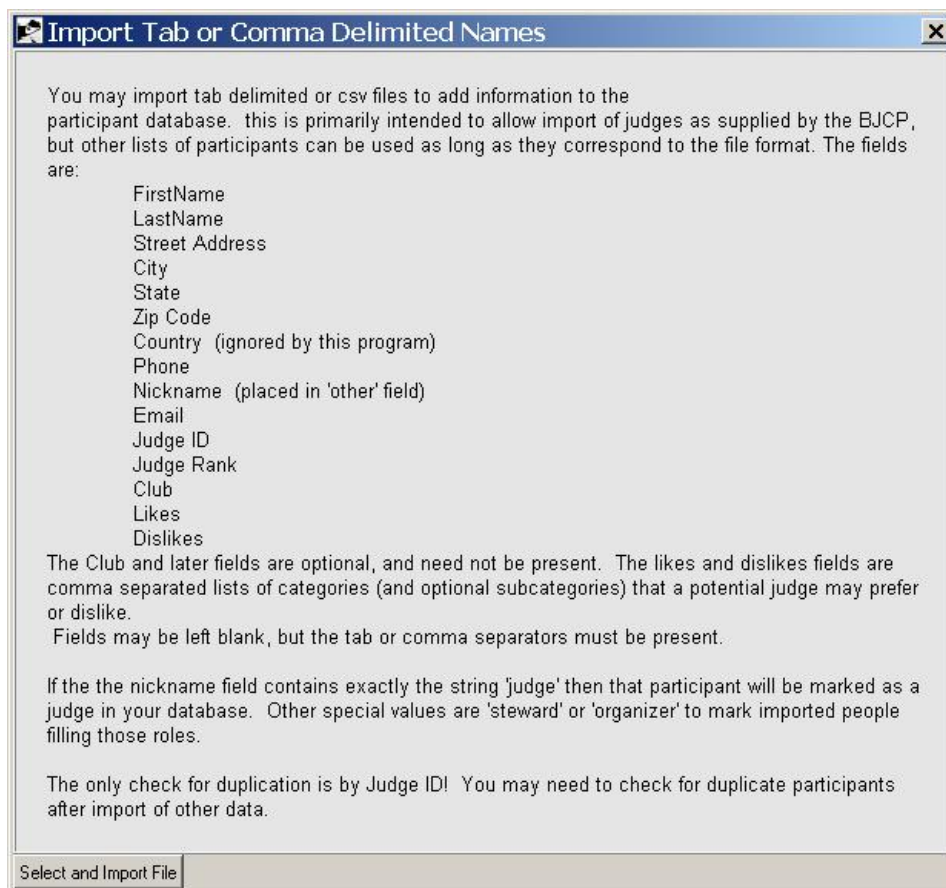 Import Tab or Comma Delimited Names
You may import tab delimited or csv files to add information to the
participant database.  this is primarily intended to allow import of judges as supplied by the BJCP,
but other lists of participants can be used as long as they correspond to the file format. The fields
are:
FirstName
LastName
Street Address
City
State
Zip Code
Country  (ignored by this program)
Phone
Nickname  (placed in 'other' field)
Email
Judge ID
Judge Rank
Club
Likes
Dislikes
The Club and later fields are optional, and need not be present.  The likes and dislikes fields are
comma separated lists of categories (and optional subcategories) that a potential judge may prefer
or dislike.
Fields may be left blank, but the tab or comma separators must be present.
If the the nickname field contains exactly the string 'judge' then that participant will be marked as a
judge in your database.  Other special values are 'steward' or 'organizer' to mark imported people
filling those roles.
The only check for duplication is by Judge ID!  You may need to check for duplicate participants
after import of other data.
Select and Import File